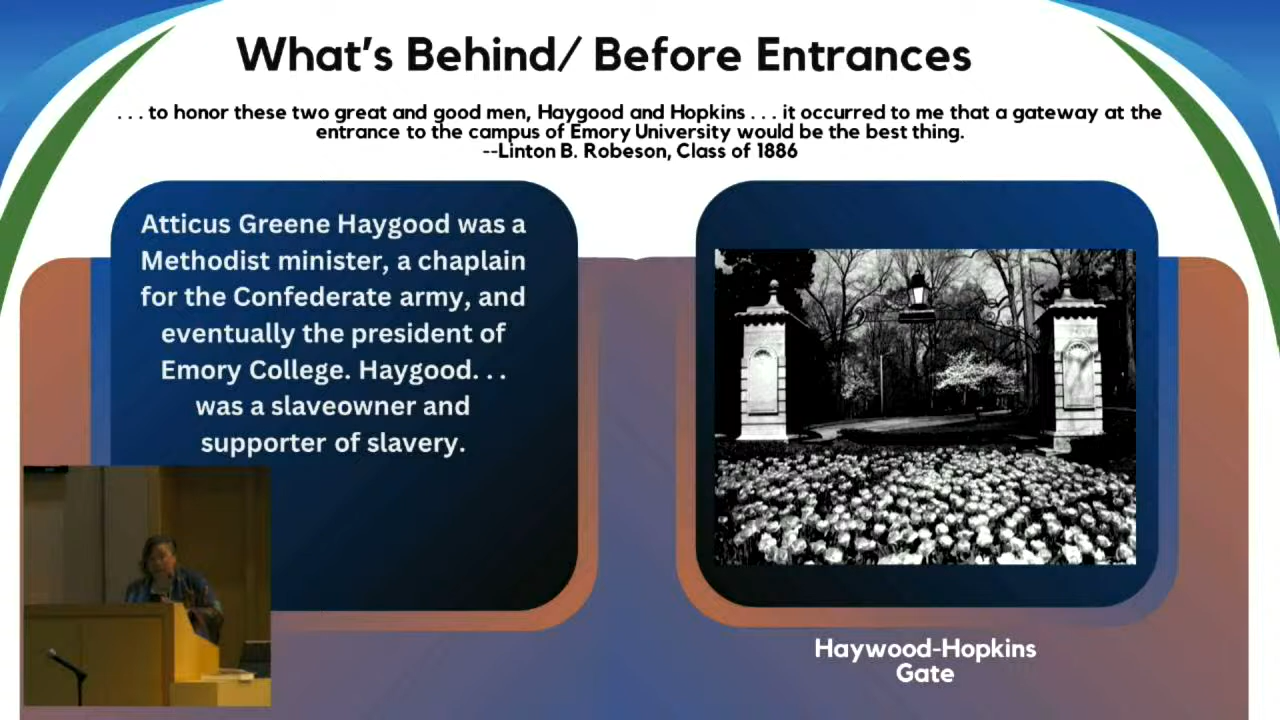 What's Behind/ Before Entrances
. . . to honor these two great and good men, Haygood and Hopkins . . . it occurred to me that a gateway at the
entrance to the campus of Emory University would be the best thing.
--Linton B. Robeson, Class of 1886
Atticus Greene Haygood was a
Methodist minister, a chaplain
for the Confederate army, and
eventually the president of
Emory College. Haygood. . .
was a slaveowner and
supporter of slavery.
Haywood-Hopkins
Gate